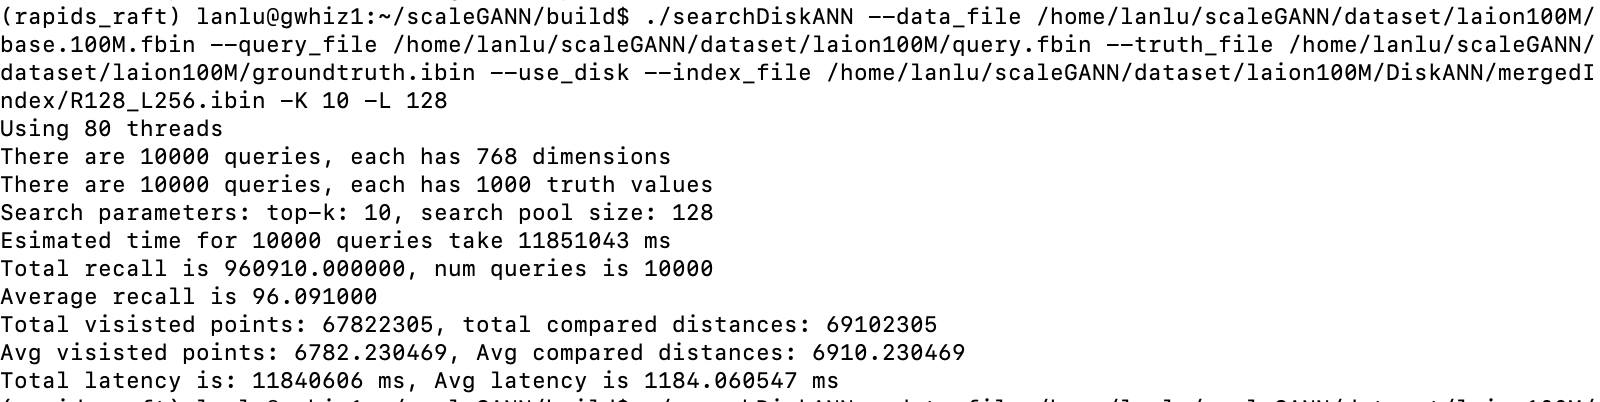 (rapids_raft) lanlu@gwhiz1:~/scaleGANN/build$ ./searchDiskANN --data_file /home/lanlu/scaleGANN/dataset/laion100M/
base.100M.fbin --query_file /home/lanlu/scaleGANN/dataset/laion100M/query.fbin --truth_file /home/lanlu/scaleGANN/
dataset/laion100M/groundtruth.ibin --use_disk --index_file /home/lanlu/scaleGANN/dataset/laion100M/DiskANN/mergedI
ndex/R128_L256.ibin -K 10 -L 128
Using 80 threads
There are 10000 queries, each has 768 dimensions
There are 10000 queries, each has 1000 truth values
Search parameters: top-k: 10, search pool size: 128
Esimated time for 10000 queries take 11851043 ms
Total recall is 960910.000000, num queries is 10000
Average recall is 96.091000
Total visisted points: 67822305, total compared distances: 69102305
Avg visisted points: 6782.230469, Avg compared distances: 6910.230469
Total latency is: 11840606 ms, Avg latency is 1184.060547 ms